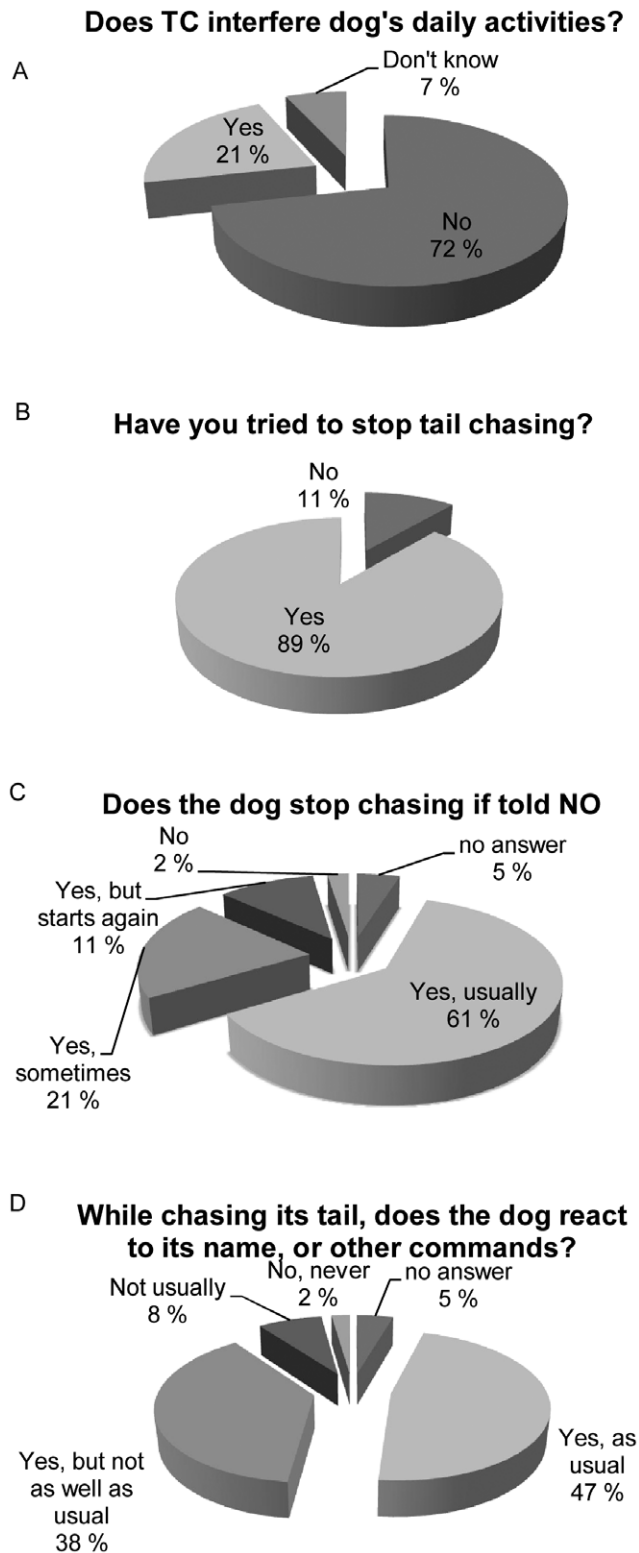 Does TC interfere dog's daily activities?
A
Don't know
7 %
Yes
21 %
No
72 %
B
Have you tried to stop tail chasing?
No
11 %
Yes
89 %
C
Does the dog stop chasing if told NO
No
2 %
no answer
5 %
Yes, but
starts again
11 %
Yes, usually
61 %
Yes,
sometimes
21 %
D
While chasing its tail, does the dog react
to its name, or other commands?
No, never
2 %
no answer
5 %
Not usually
8 %
Yes, as
usual
47 %
Yes, but not
as well as
usual
38 %